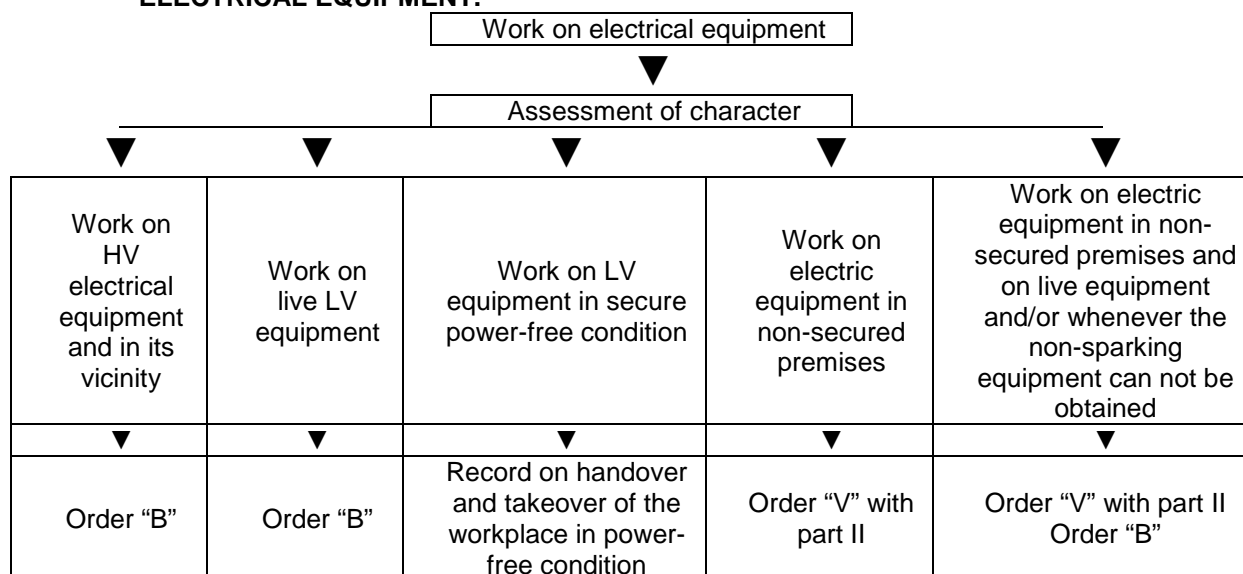 ELECTRICAL EQUIPMENT:
Work on electrical equipment
Assessment of character
Work on
HV
electrical
equipment
and in its
vicinity
Work on
live LV
equipment
Work on LV
equipment in secure
power-free condition
Work on
electric
equipment in
non-secured
premises
Work on electric
equipment in non-
secured premises and
on live equipment
and/or whenever the
non-sparking
equipment can not be
obtained
Order “B”
Order “B”
Record on handover
and takeover of the
workplace in power-
free condition
Order “V” with
part II
Order “V” with part II
Order “B”